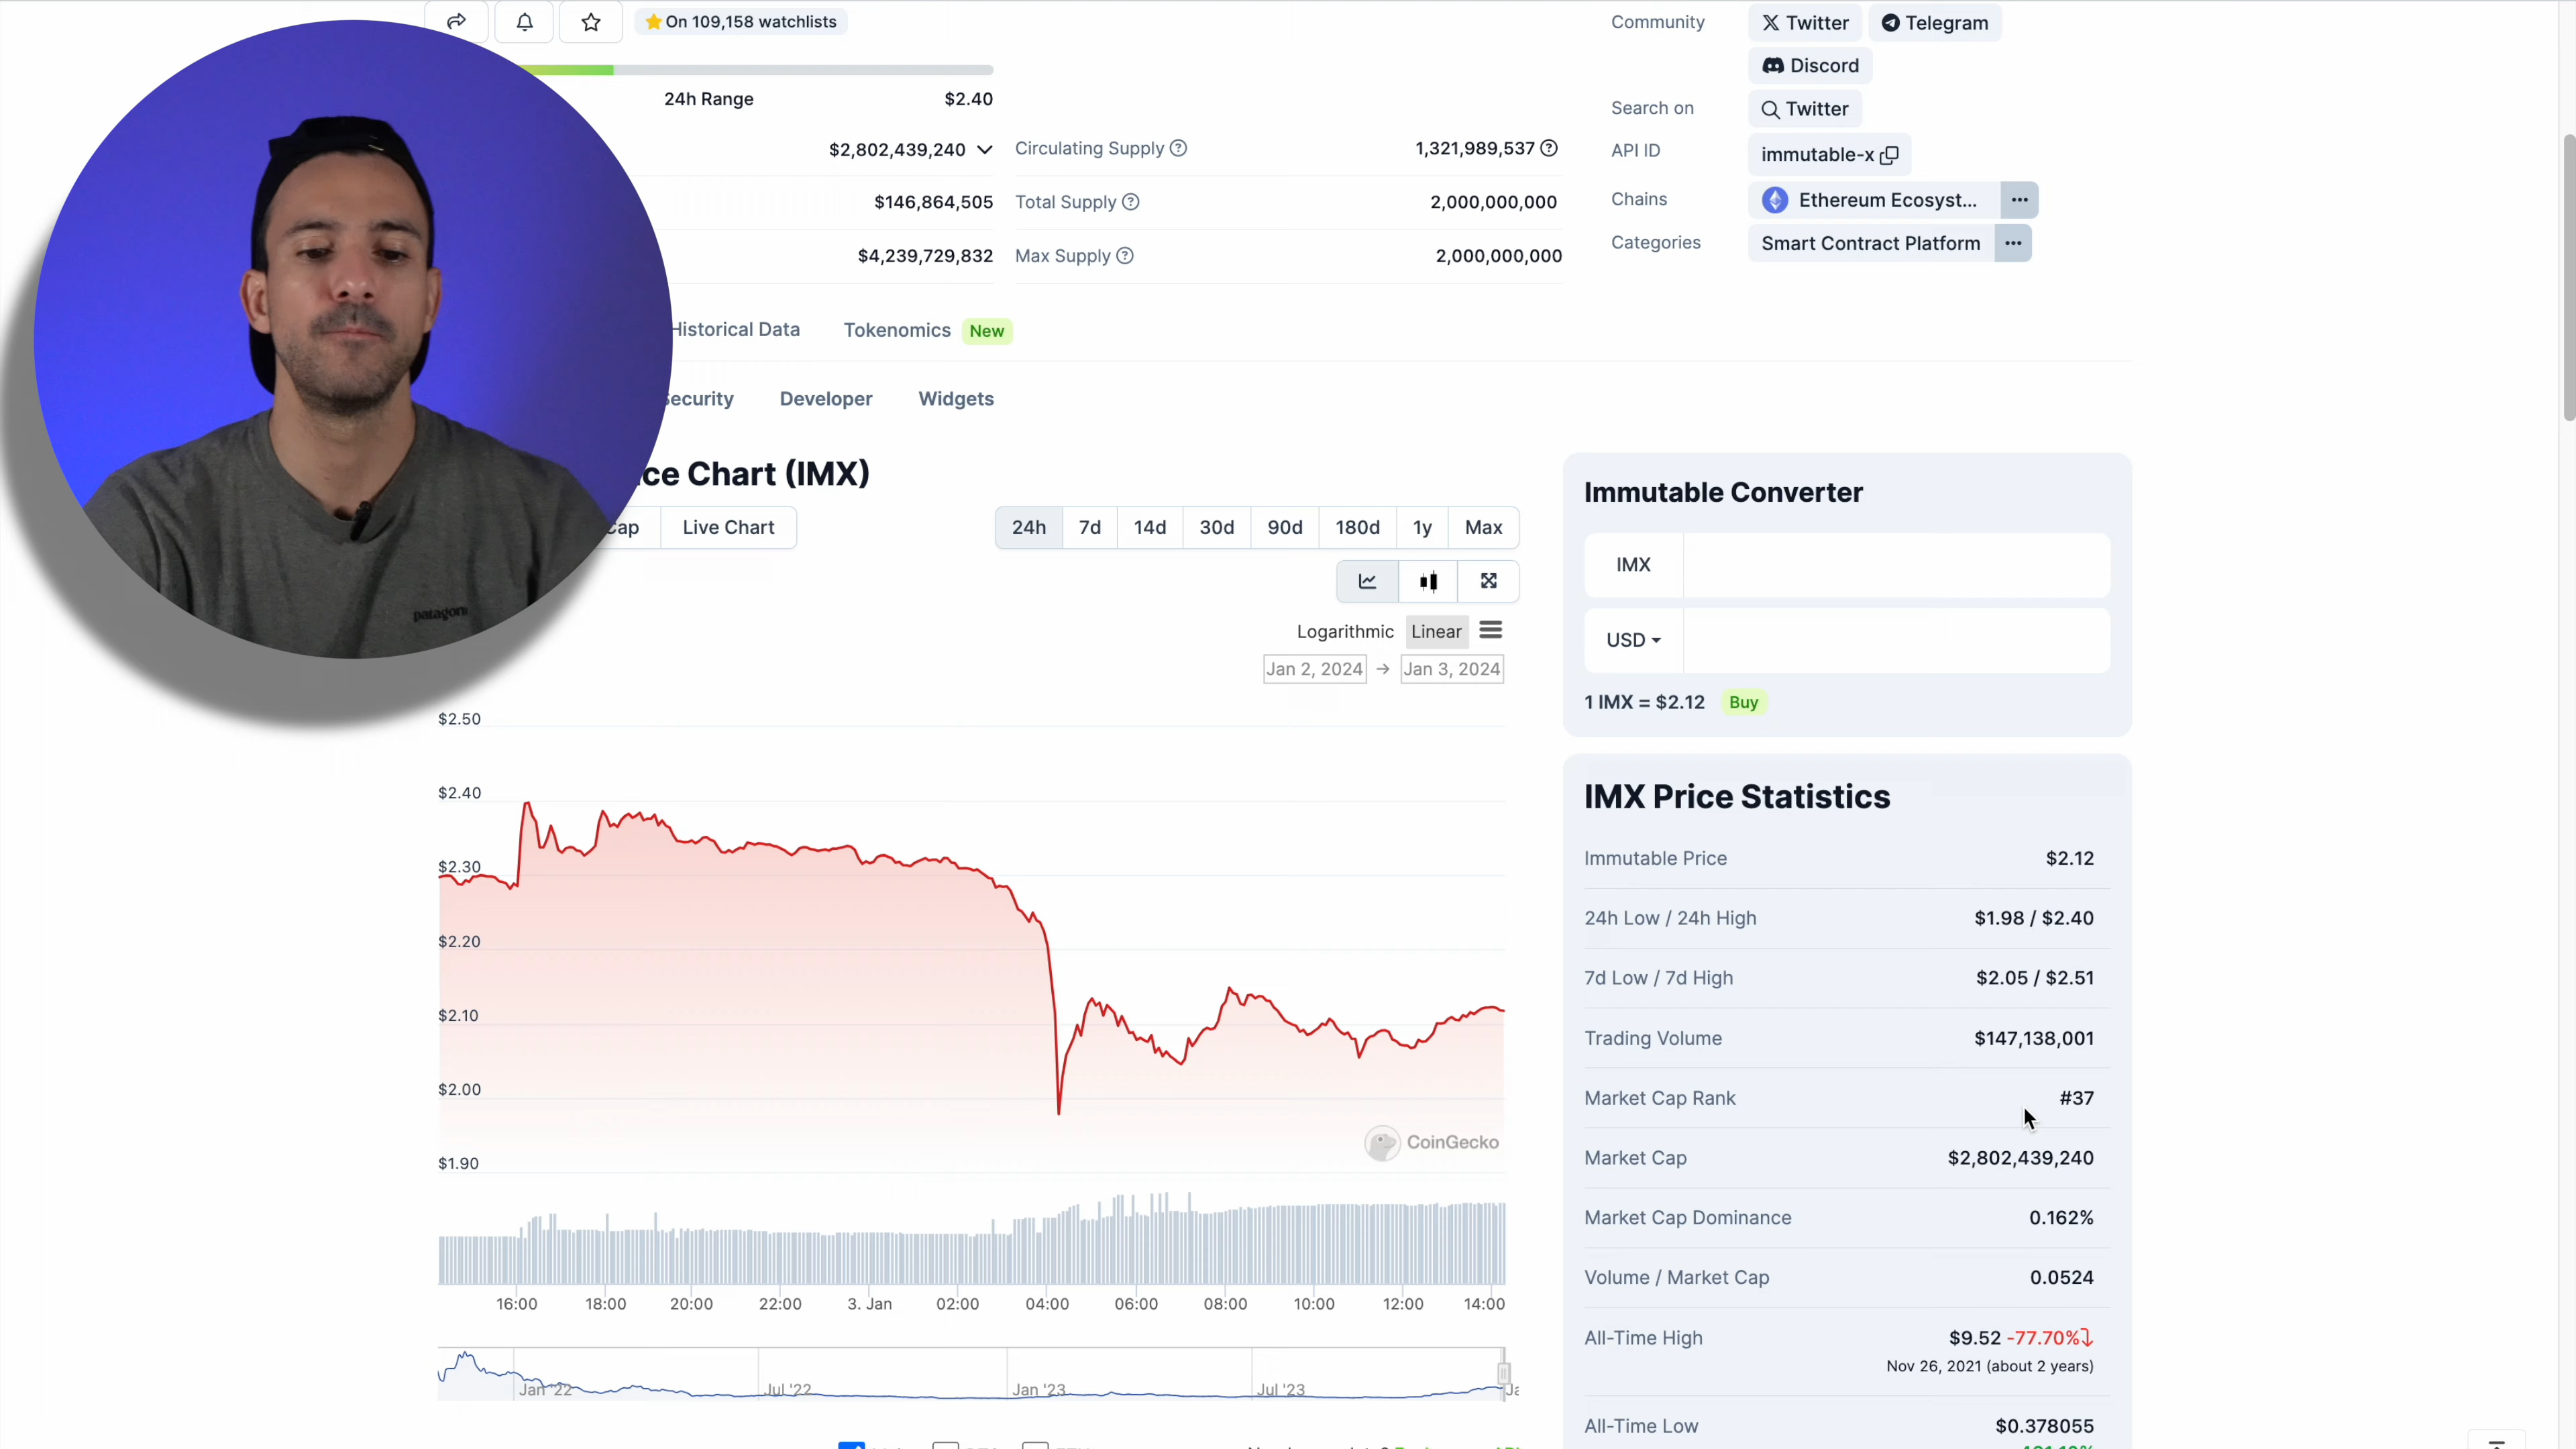 On 109,158 watchlists
24h Range $2.40
$2,802,439,240
$146,864,505
$4,239,729,832
Circulating Supply 1,321,989,537
Total Supply 2,000,000,000
Max Supply 2,000,000,000
Community Twitter Telegram
Discord
Search on Twitter
API ID immutable-x
Chains Ethereum Ecosyst... ...
Categories Smart Contract Platform ...
Historical Data Tokenomics New
Security Developer Widgets
ce Chart (IMX)
Cap Live Chart
24h 7d 14d 30d 90d 180d 1y Max
Logarithmic Linear
Jan 2, 2024 → Jan 3, 2024
patagoni
$2.50
$2.40
$2.30
$2.20
$2.10
$2.00
$1.90
CoinGecko
16:00 18:00 20:00 22:00 3. Jan 02:00 04:00 06:00 08:00 10:00 12:00 14:00
Jan '22 Jul '22 Jan '23 Jul '23
Immutable Converter
IMX
USD
1 IMX = $2.12 Buy
IMX Price Statistics
Immutable Price $2.12
24h Low / 24h High $1.98 / $2.40
7d Low / 7d High $2.05 / $2.51
Trading Volume $147,138,001
Market Cap Rank #37
Market Cap $2,802,439,240
Market Cap Dominance 0.162%
Volume / Market Cap 0.0524
All-Time High $9.52 -77.70%
Nov 26, 2021 (about 2 years)
All-Time Low $0.378055